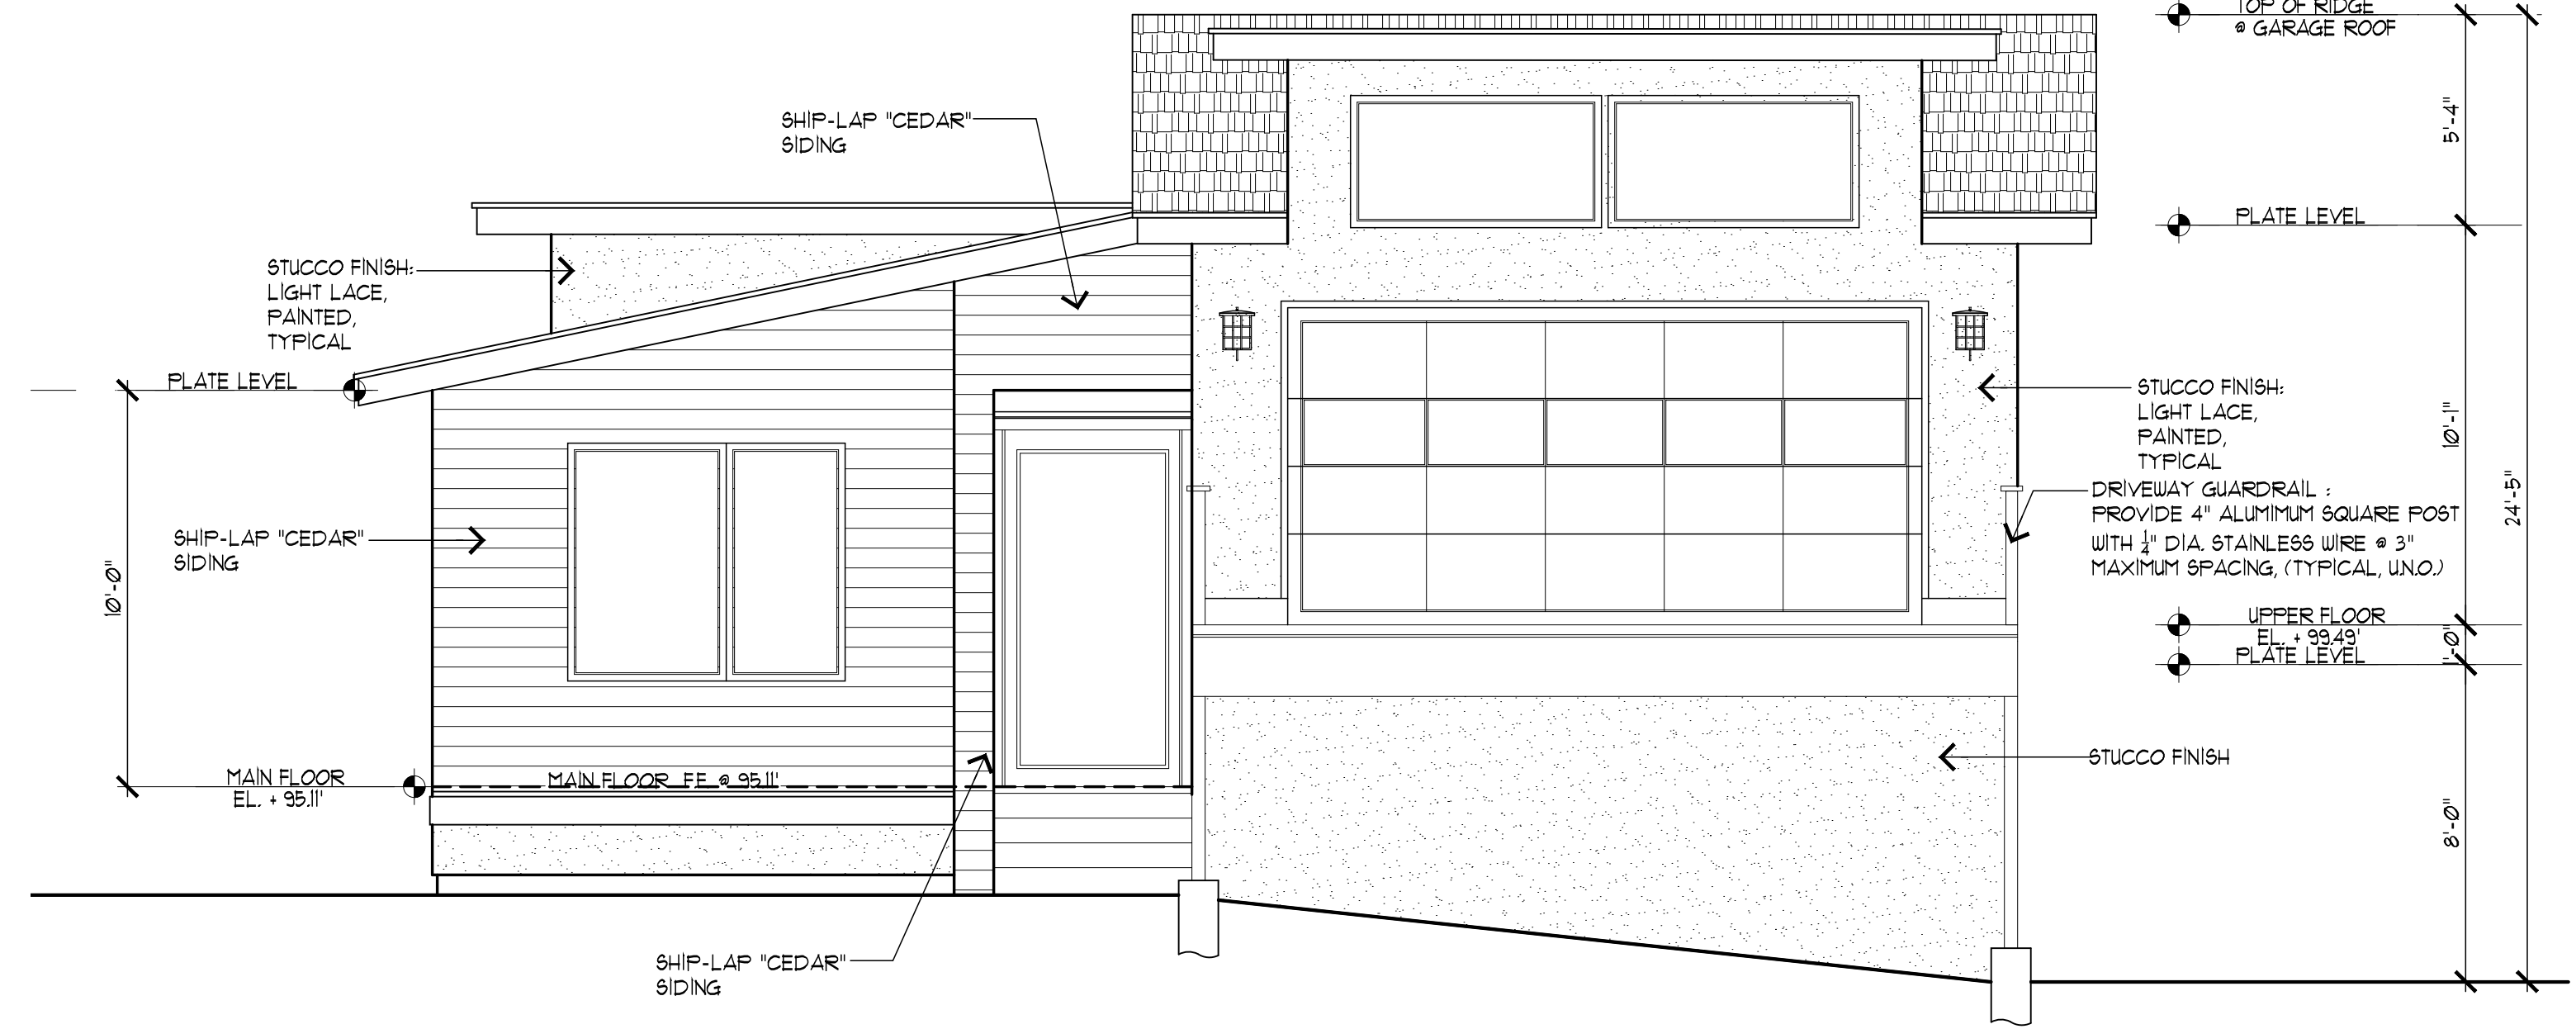 TOP OF RIDGE
@ GARAGE ROOF
5'-4"
SHIP-LAP "CEDAR"
SIDING
PLATE LEVEL
STUCCO FINISH:
LIGHT LACE,
PAINTED,
TYPICAL
PLATE LEVEL
STUCCO FINISH:
LIGHT LACE,
PAINTED,
TYPICAL
10'-1"
24'-5"
DRIVEWAY GUARDRAIL :
PROVIDE 4" ALUMIMUM SQUARE POST
WITH 1/4" DIA. STAINLESS WIRE @ 3"
MAXIMUM SPACING, (TYPICAL, U.N.O.)
SHIP-LAP "CEDAR"
SIDING
10'-0"
UPPER FLOOR
EL. + 99.49'
PLATE LEVEL
1'-0"
STUCCO FINISH
MAIN FLOOR
EL. + 95.11'
MAIN FLOOR F.F. @ 95.11'
8'-0"
SHIP-LAP "CEDAR"
SIDING